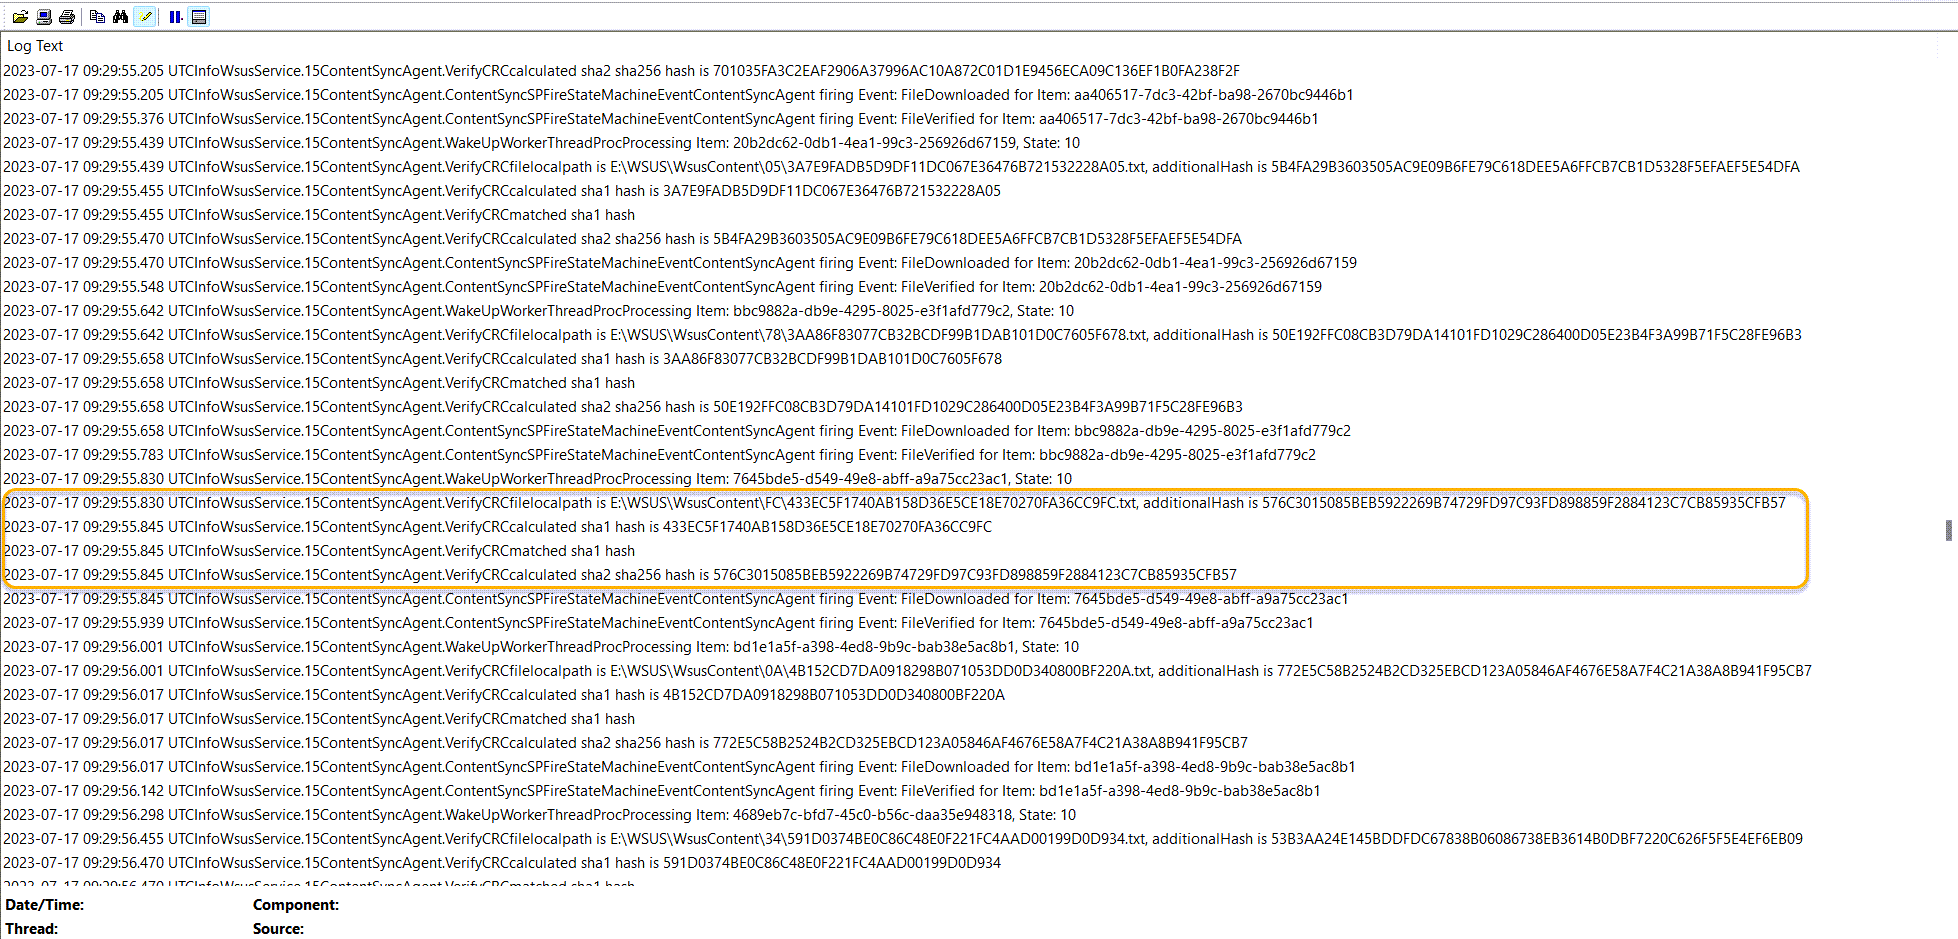 Log Text
2023-07-17 09:29:55.205 UTCInfoWsusService.15ContentSyncAgent.VerifyCRCcalculated sha2 sha256 hash is 701035FA3C2EAF2906A37996AC10A872C01D1E9456ECA09C136EF1B0FA238F2F
2023-07-17 09:29:55.205 UTCInfoWsusService.15ContentSyncAgent.ContentSyncSPFireStateMachineEventContentSyncAgent firing Event: FileDownloaded for Item: aa406517-7dc3-42bf-ba98-2670bc9446b1
2023-07-17 09:29:55.376 UTCInfoWsusService.15ContentSyncAgent.ContentSyncSPFireStateMachineEventContentSyncAgent firing Event: FileVerified for Item: aa406517-7dc3-42bf-ba98-2670bc9446b1
2023-07-17 09:29:55.439 UTCInfoWsusService.15ContentSyncAgent.WakeUpWorkerThreadProcProcessing Item: 20b2dc62-0db1-4ea1-99c3-256926d67159, State: 10
2023-07-17 09:29:55.439 UTCInfoWsusService.15ContentSyncAgent.VerifyCRCfilelocalpath is E:\WSUS\WsusContent\05\3A7E9FADB5D9DF11DC067E36476B721532228A05.txt, additionalHash is 5B4FA29B3603505AC9E09B6FE79C618DEE5A6FFCB7CB1D5328F5EFAEF5E54DFA
2023-07-17 09:29:55.455 UTCInfoWsusService.15ContentSyncAgent.VerifyCRCcalculated sha1 hash is 3A7E9FADB5D9DF11DC067E36476B721532228A05
2023-07-17 09:29:55.455 UTCInfoWsusService.15ContentSyncAgent.VerifyCRCmatched sha1 hash
2023-07-17 09:29:55.470 UTCInfoWsusService.15ContentSyncAgent.VerifyCRCcalculated sha2 sha256 hash is 5B4FA29B3603505AC9E09B6FE79C618DEE5A6FFCB7CB1D5328F5EFAEF5E54DFA
2023-07-17 09:29:55.470 UTCInfoWsusService.15ContentSyncAgent.ContentSyncSPFireStateMachineEventContentSyncAgent firing Event: FileDownloaded for Item: 20b2dc62-0db1-4ea1-99c3-256926d67159
2023-07-17 09:29:55.548 UTCInfoWsusService.15ContentSyncAgent.ContentSyncSPFireStateMachineEventContentSyncAgent firing Event: FileVerified for Item: 20b2dc62-0db1-4ea1-99c3-256926d67159
2023-07-17 09:29:55.642 UTCInfoWsusService.15ContentSyncAgent.WakeUpWorkerThreadProcProcessing Item: bbc9882a-db9e-4295-8025-e3f1afd779c2, State: 10
2023-07-17 09:29:55.642 UTCInfoWsusService.15ContentSyncAgent.VerifyCRCfilelocalpath is E:\WSUS\WsusContent\78\3AA86F83077CB32BCDF99B1DAB101D0C7605F678.txt, additionalHash is 50E192FFC08CB3D79DA14101FD1029C286400D05E23B4F3A99B71F5C28FE96B3
2023-07-17 09:29:55.658 UTCInfoWsusService.15ContentSyncAgent.VerifyCRCcalculated sha1 hash is 3AA86F83077CB32BCDF99B1DAB101D0C7605F678
2023-07-17 09:29:55.658 UTCInfoWsusService.15ContentSyncAgent.VerifyCRCmatched sha1 hash
2023-07-17 09:29:55.658 UTCInfoWsusService.15ContentSyncAgent.VerifyCRCcalculated sha2 sha256 hash is 50E192FFC08CB3D79DA14101FD1029C286400D05E23B4F3A99B71F5C28FE96B3
2023-07-17 09:29:55.658 UTCInfoWsusService.15ContentSyncAgent.ContentSyncSPFireStateMachineEventContentSyncAgent firing Event: FileDownloaded for Item: bbc9882a-db9e-4295-8025-e3f1afd779c2
2023-07-17 09:29:55.783 UTCInfoWsusService.15ContentSyncAgent.ContentSyncSPFireStateMachineEventContentSyncAgent firing Event: FileVerified for Item: bbc9882a-db9e-4295-8025-e3f1afd779c2
2023-07-17 09:29:55.830 UTCInfoWsusService.15ContentSyncAgent.WakeUpWorkerThreadProcProcessing Item: 7645bde5-d549-49e8-abff-a9a75cc23ac1, State: 10
2023-07-17 09:29:55.830 UTCInfoWsusService.15ContentSyncAgent.VerifyCRCfilelocalpath is E:\WSUS\WsusContent\FC\433EC5F1740AB158D36E5CE18E70270FA36CC9FC.txt, additionalHash is 576C3015085BEB5922269B74729FD97C93FD898859F2884123C7CB85935CFB57
2023-07-17 09:29:55.845 UTCInfoWsusService.15ContentSyncAgent.VerifyCRCcalculated sha1 hash is 433EC5F1740AB158D36E5CE18E70270FA36CC9FC
2023-07-17 09:29:55.845 UTCInfoWsusService.15ContentSyncAgent.VerifyCRCmatched sha1 hash
2023-07-17 09:29:55.845 UTCInfoWsusService.15ContentSyncAgent.VerifyCRCcalculated sha2 sha256 hash is 576C3015085BEB5922269B74729FD97C93FD898859F2884123C7CB85935CFB57
2023-07-17 09:29:55.845 UTCInfoWsusService.15ContentSyncAgent.ContentSyncSPFireStateMachineEventContentSyncAgent firing Event: FileDownloaded for Item: 7645bde5-d549-49e8-abff-a9a75cc23ac1
2023-07-17 09:29:55.939 UTCInfoWsusService.15ContentSyncAgent.ContentSyncSPFireStateMachineEventContentSyncAgent firing Event: FileVerified for Item: 7645bde5-d549-49e8-abff-a9a75cc23ac1
2023-07-17 09:29:56.001 UTCInfoWsusService.15ContentSyncAgent.WakeUpWorkerThreadProcProcessing Item: bd1e1a5f-a398-4ed8-9b9c-bab38e5ac8b1, State: 10
2023-07-17 09:29:56.001 UTCInfoWsusService.15ContentSyncAgent.VerifyCRCfilelocalpath is E:\WSUS\WsusContent\0A\4B152CD7DA0918298B071053DD0D340800BF220A.txt, additionalHash is 772E5C58B2524B2CD325EBCD123A05846AF4676E58A7F4C21A38A8B941F95CB7
2023-07-17 09:29:56.017 UTCInfoWsusService.15ContentSyncAgent.VerifyCRCcalculated sha1 hash is 4B152CD7DA0918298B071053DD0D340800BF220A
2023-07-17 09:29:56.017 UTCInfoWsusService.15ContentSyncAgent.VerifyCRCmatched sha1 hash
2023-07-17 09:29:56.017 UTCInfoWsusService.15ContentSyncAgent.VerifyCRCcalculated sha2 sha256 hash is 772E5C58B2524B2CD325EBCD123A05846AF4676E58A7F4C21A38A8B941F95CB7
2023-07-17 09:29:56.017 UTCInfoWsusService.15ContentSyncAgent.ContentSyncSPFireStateMachineEventContentSyncAgent firing Event: FileDownloaded for Item: bd1e1a5f-a398-4ed8-9b9c-bab38e5ac8b1
2023-07-17 09:29:56.142 UTCInfoWsusService.15ContentSyncAgent.ContentSyncSPFireStateMachineEventContentSyncAgent firing Event: FileVerified for Item: bd1e1a5f-a398-4ed8-9b9c-bab38e5ac8b1
2023-07-17 09:29:56.298 UTCInfoWsusService.15ContentSyncAgent.WakeUpWorkerThreadProcProcessing Item: 4689eb7c-bfd7-45c0-b56c-daa35e948318, State: 10
2023-07-17 09:29:56.455 UTCInfoWsusService.15ContentSyncAgent.VerifyCRCfilelocalpath is E:\WSUS\WsusContent\34\591D0374BE0C86C48E0F221FC4AAD00199D0D934.txt, additionalHash is 53B3AA24E145BDDFDC67838B06086738EB3614B0DBF7220C626F5F5E4EF6EB09
2023-07-17 09:29:56.470 UTCInfoWsusService.15ContentSyncAgent.VerifyCRCcalculated sha1 hash is 591D0374BE0C86C48E0F221FC4AAD00199D0D934
2023-07-17 09:29:56.470 UTCInfoWsusService.15ContentSyncAgent.VerifyCRCmatched sha1 hash
Date/Time: Component:
Thread: Source: